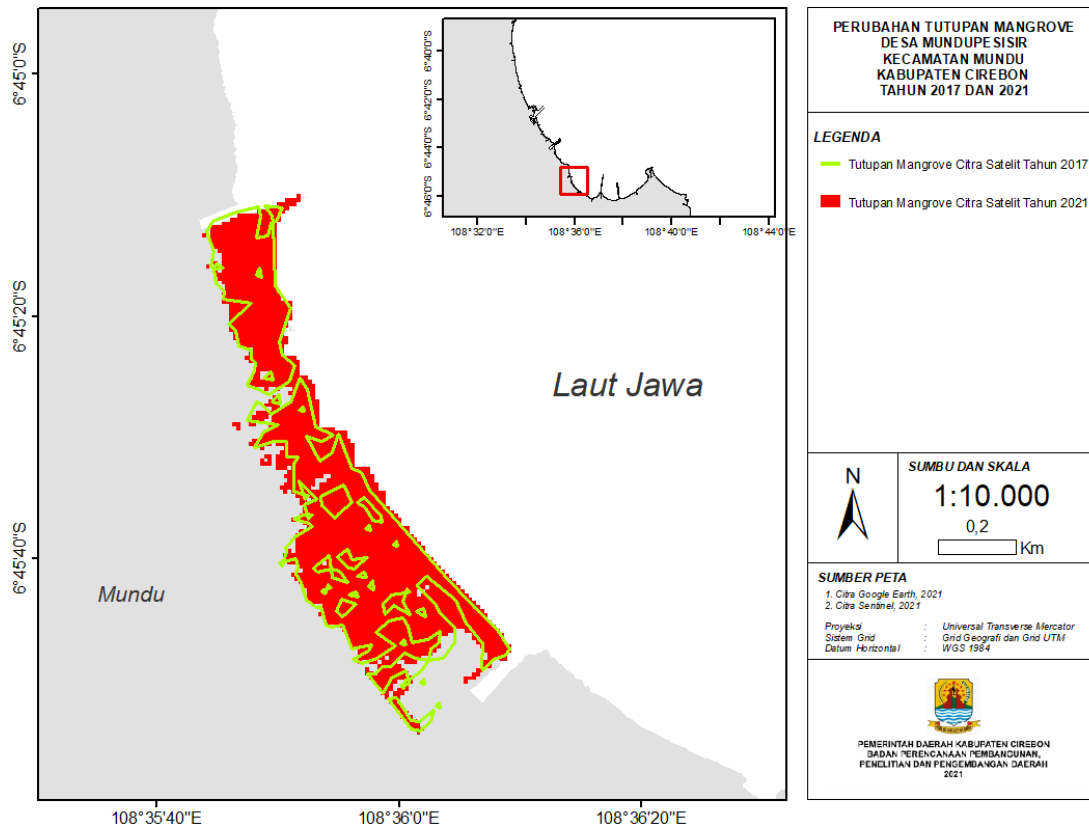 6°45'0"S
6°45'20"S
6°45'40"S
108°35'40"E
108°36'0"E
108°36'20"E
Laut Jawa
Mundu
6°40'0"S
6°42'0"S
6°44'0"S
6°46'0"S
108°32'0"E
108°36'0"E
108°40'0"E
108°44'0"E
PERUBAHAN TUTUPAN MANGROVE
DESA MUNDUPESISIR
KECAMATAN MUNDU
KABUPATEN CIREBON
TAHUN 2017 DAN 2021
LEGENDA
Tutupan Mangrove Citra Satelit Tahun 2017
Tutupan Mangrove Citra Satelit Tahun 2021
N
SUMBU DAN SKALA
1:10.000
0,2
Km
SUMBER PETA
1. Citra Google Earth, 2021
2. Citra Sentinel, 2021
Proyeksi : Universal Transverse Mercator
Sistem Grid : Grid Geografi dan Grid UTM
Datum Horizontal : WGS 1984
PEMERINTAH DAERAH KABUPATEN CIREBON
BADAN PERENCANAAN PEMBANGUNAN,
PENELITIAN DAN PENGEMBANGAN DAERAH
2021